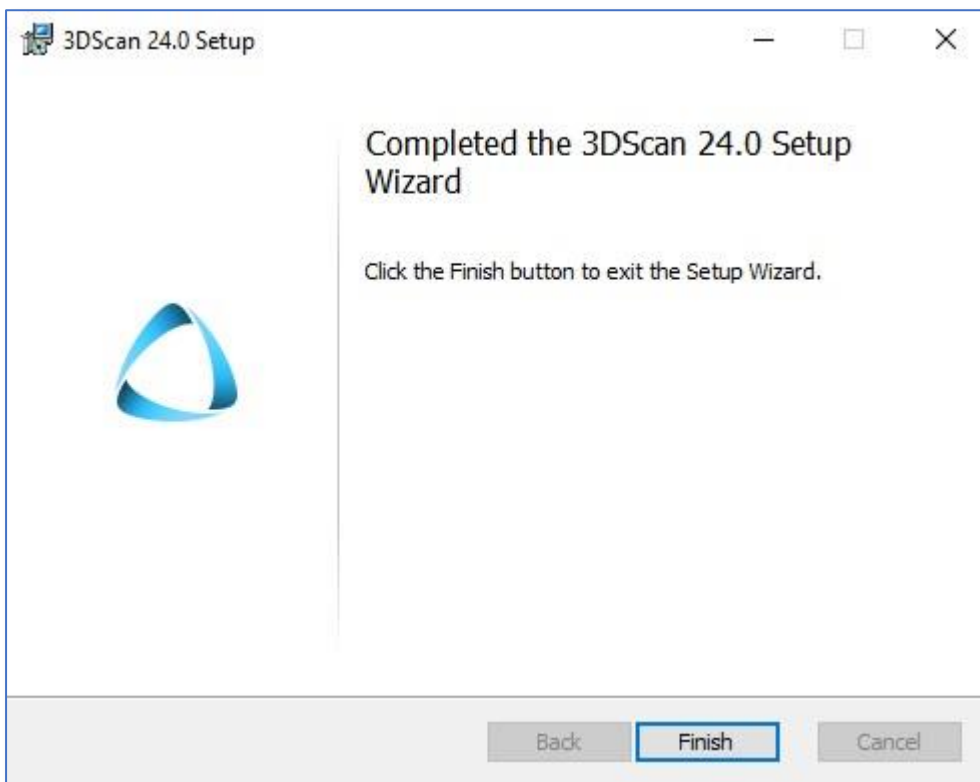 3DScan 24.0 Setup
Completed the 3DScan 24.0 Setup
Wizard
Click the Finish button to exit the Setup Wizard.
Back
Finish
Cancel